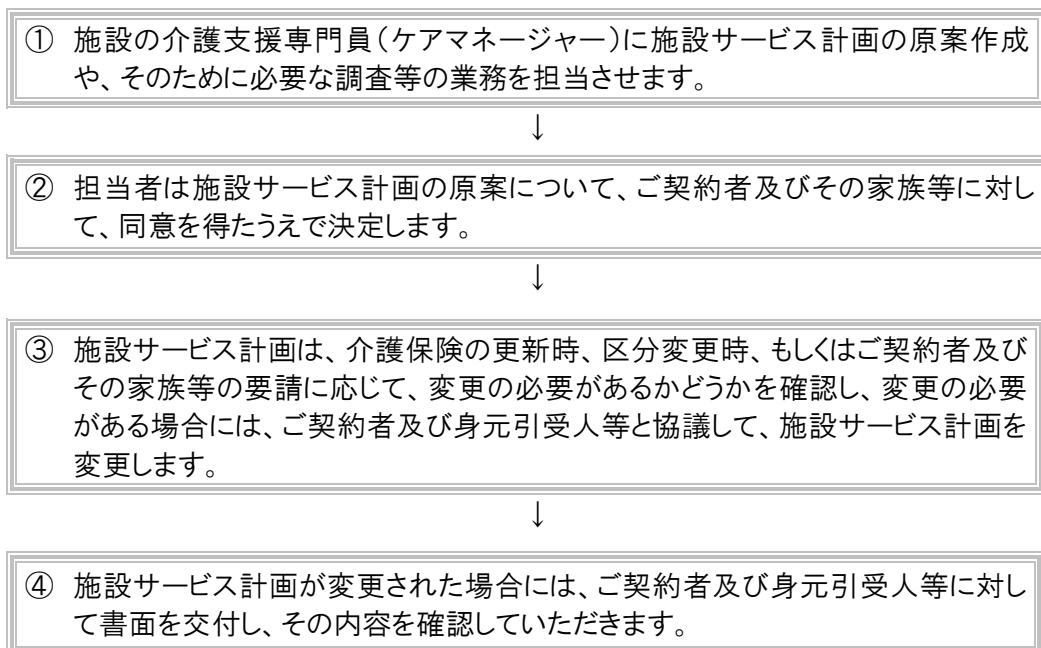 ① 施設の介護支援専門員（ケアマネージャー）に施設サービス計画の原案作成
や、そのために必要な調査等の業務を担当させます。
↓
② 担当者は施設サービス計画の原案について、ご契約者及びその家族等に対し
て、同意を得たうえで決定します。
↓
③ 施設サービス計画は、介護保険の更新時、区分変更時、もしくはご契約者及び
その家族等の要請に応じて、変更の必要があるかどうかを確認し、変更の必要
がある場合には、ご契約者及び身元引受人等と協議して、施設サービス計画を
変更します。
↓
④ 施設サービス計画が変更された場合には、ご契約者及び身元引受人等に対し
て書面を交付し、その内容を確認していただきます。